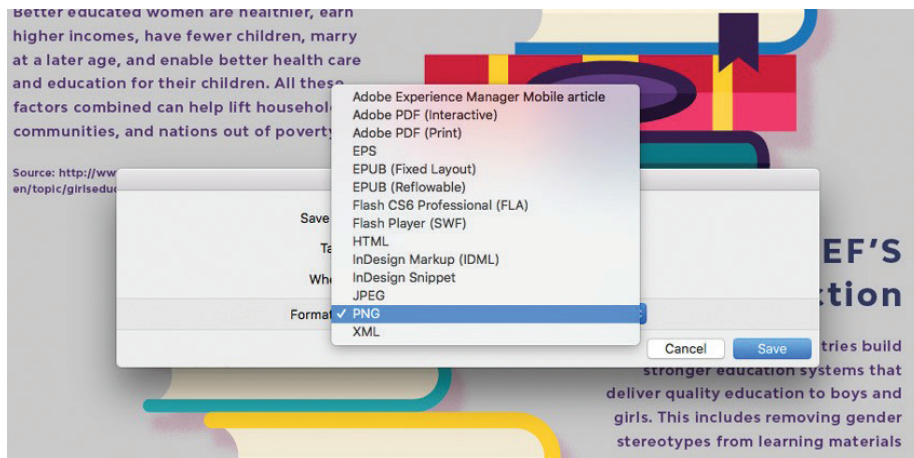 Better educated women are healthier, earn
higher incomes, have fewer children, marry
at a later age, and enable better health care
and education for their children. All these
factors combined can help lift
communities, and nations out of poverty
Source: http://www
en/topic/girlseduc
Save
Format
Adobe Experience Manager Mobile article
Adobe PDF (Interactive)
Adobe PDF (Print)
EPS
EPUB (Fixed Layout)
EPUB (Reflowable)
Flash CS6 Professional (FLA)
Flash Player (SWF)
HTML
InDesign Markup (IDML)
InDesign Snippet
JPEG
✓ PNG
XML
Cancel
Save
EF'S
ction
tries build
stronger education systems that
deliver quality education to boys and
girls. This includes removing gender
stereotypes from learning materials